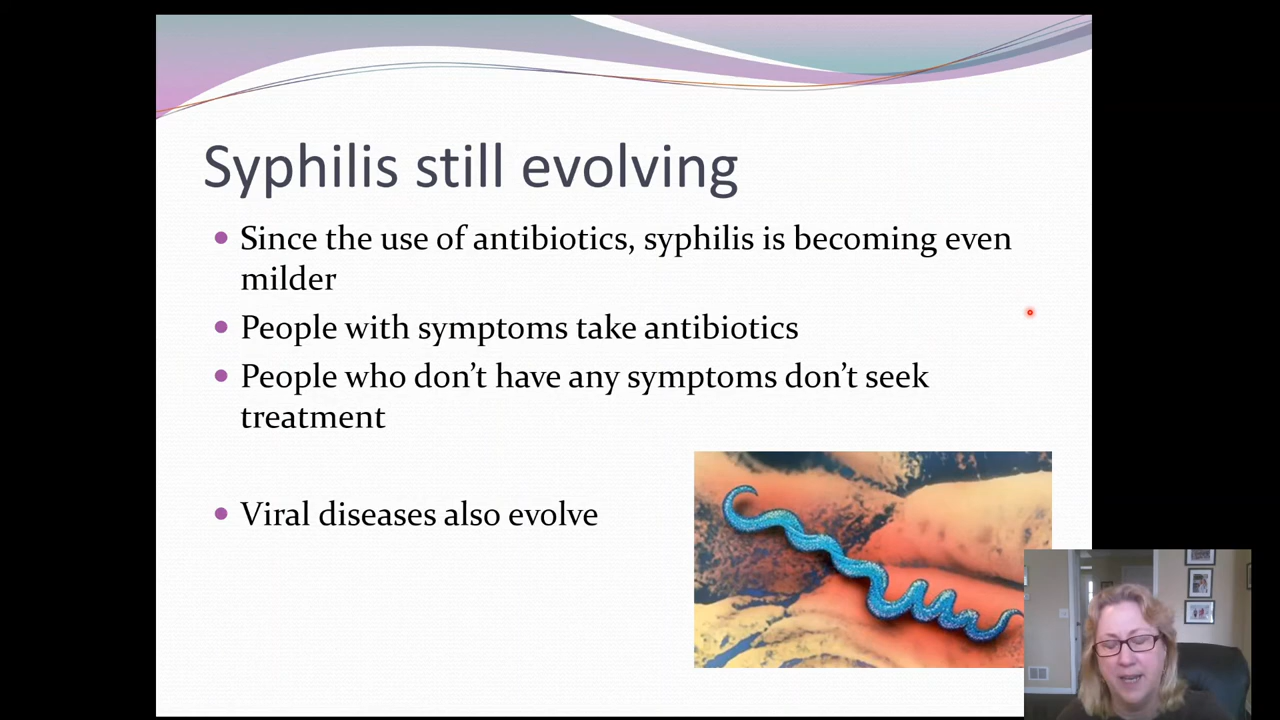 Syphilis still evolving
Since the use of antibiotics, syphilis is becoming even
milder
People with symptoms take antibiotics
People who don't have any symptoms don't seek
treatment
Viral diseases also evolve